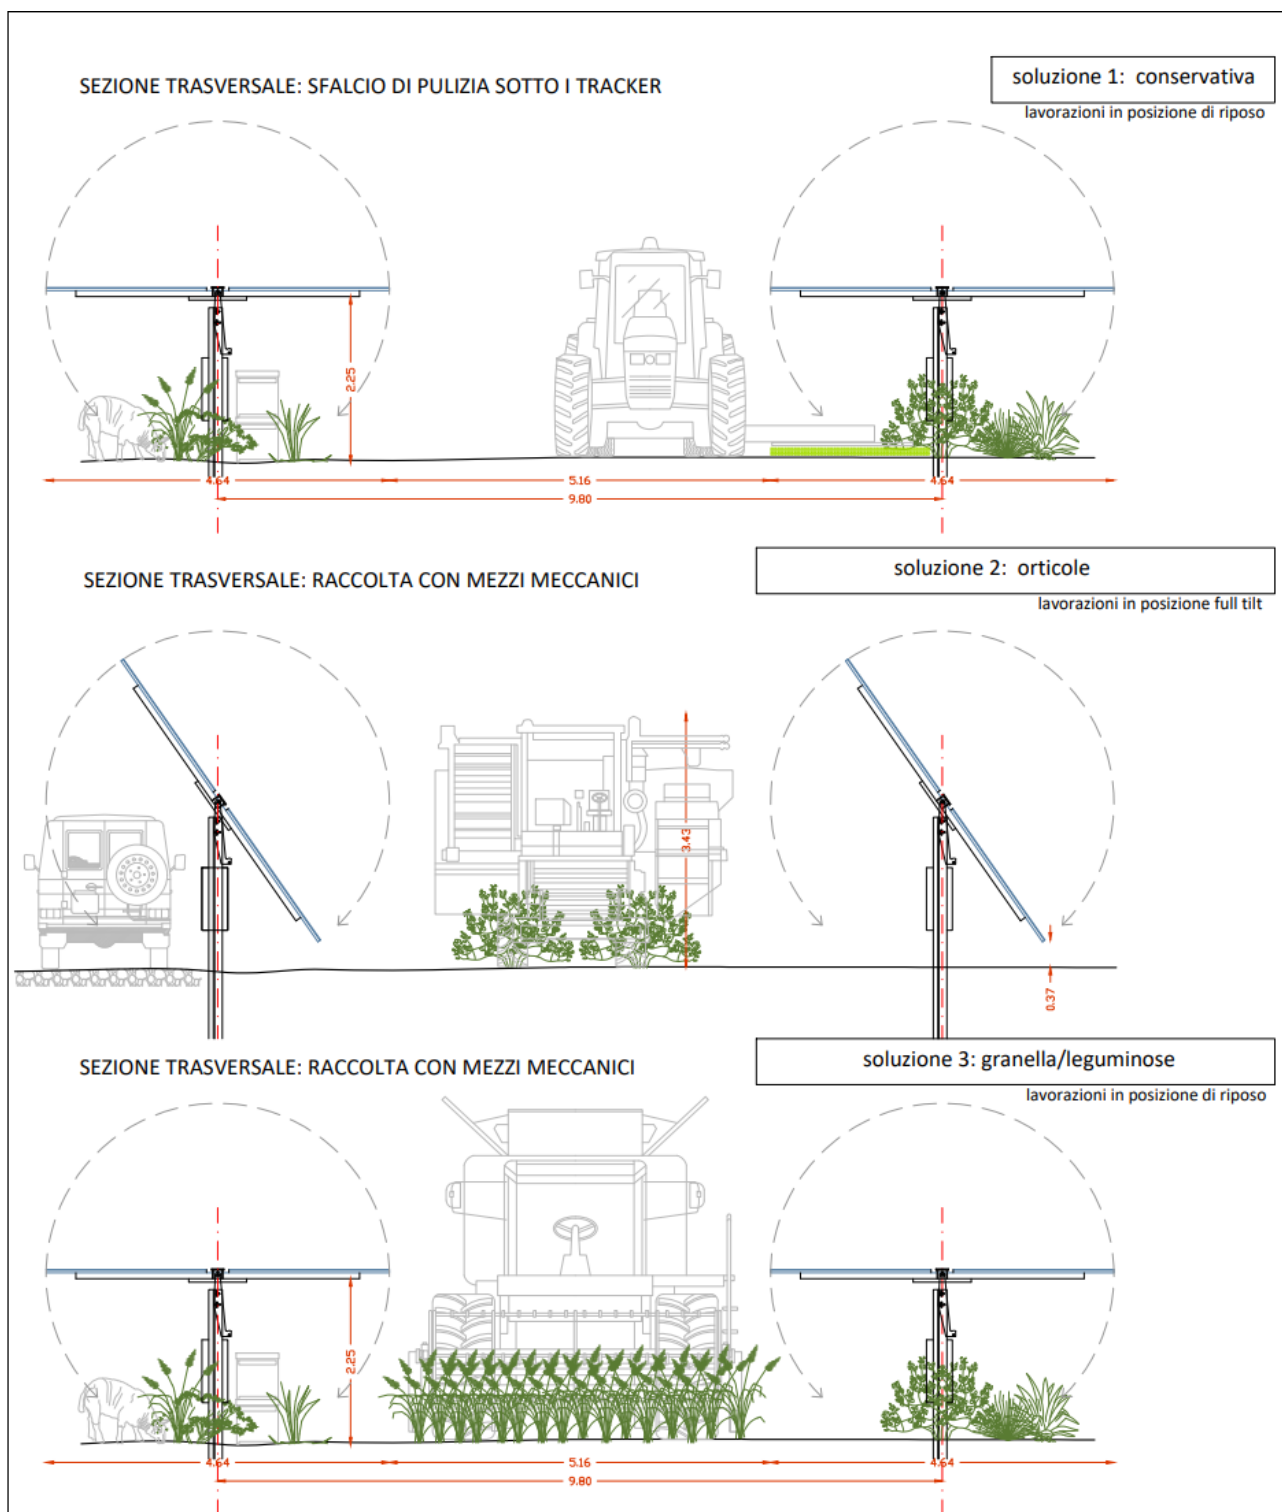 SEZIONE TRASVERSALE: SFALCIO DI PULIZIA SOTTO I TRACKER
soluzione 1: conservativa
lavorazioni in posizione di riposo
2.25
4.64
5.16
4.64
9.80
SEZIONE TRASVERSALE: RACCOLTA CON MEZZI MECCANICI
soluzione 2: orticole
lavorazioni in posizione full tilt
3.43
0.37
SEZIONE TRASVERSALE: RACCOLTA CON MEZZI MECCANICI
soluzione 3: granella/leguminose
lavorazioni in posizione di riposo
2.25
4.64
5.16
4.64
9.80